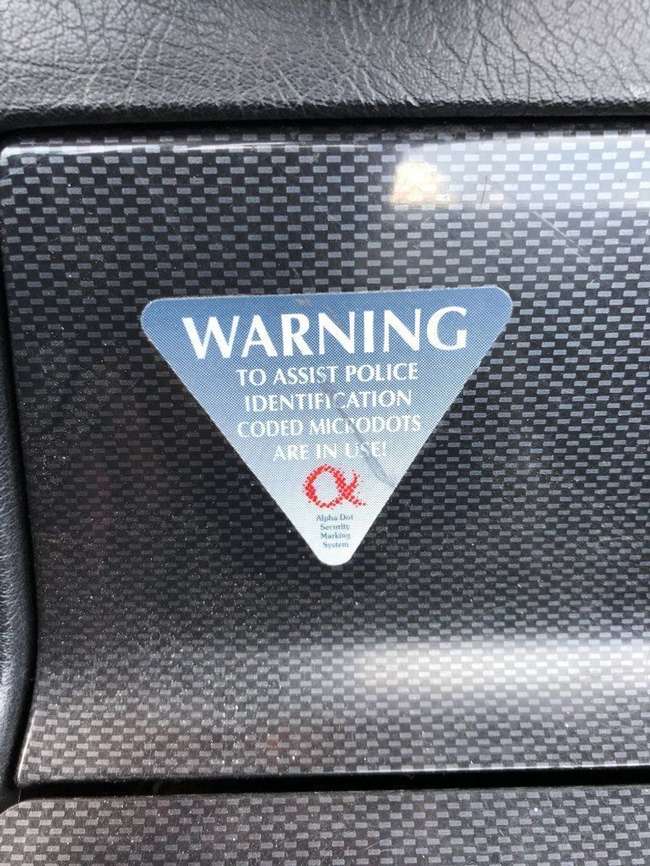 WARNING
TO ASSIST POLICE
IDENTIFICATION
CODED MICRODOTS
ARE IN USE!
α
Alpha Dot
Security
Marking
System